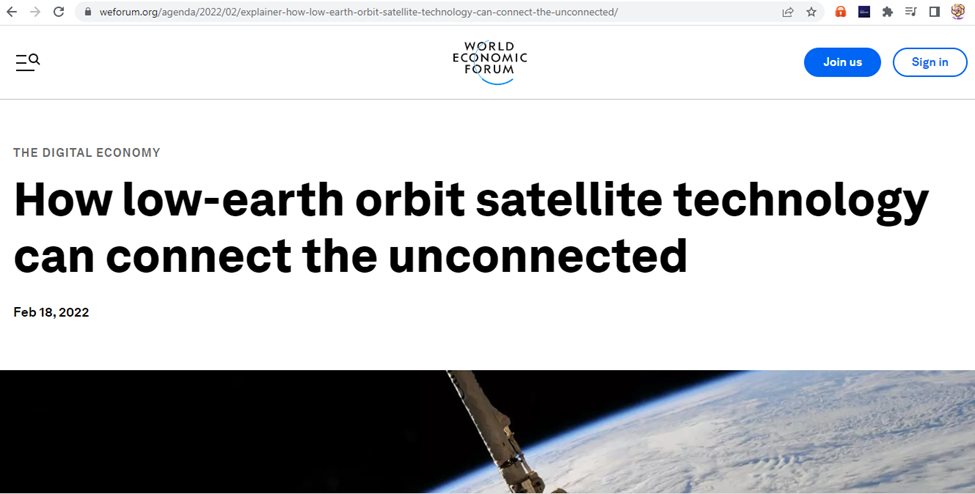 weforum.org/agenda/2022/02/explainer-how-low-earth-orbit-satellite-technology-can-connect-the-unconnected/
WORLD
ECONOMIC
FORUM
Join us
Sign in
THE DIGITAL ECONOMY
How low-earth orbit satellite technology
can connect the unconnected
Feb 18, 2022